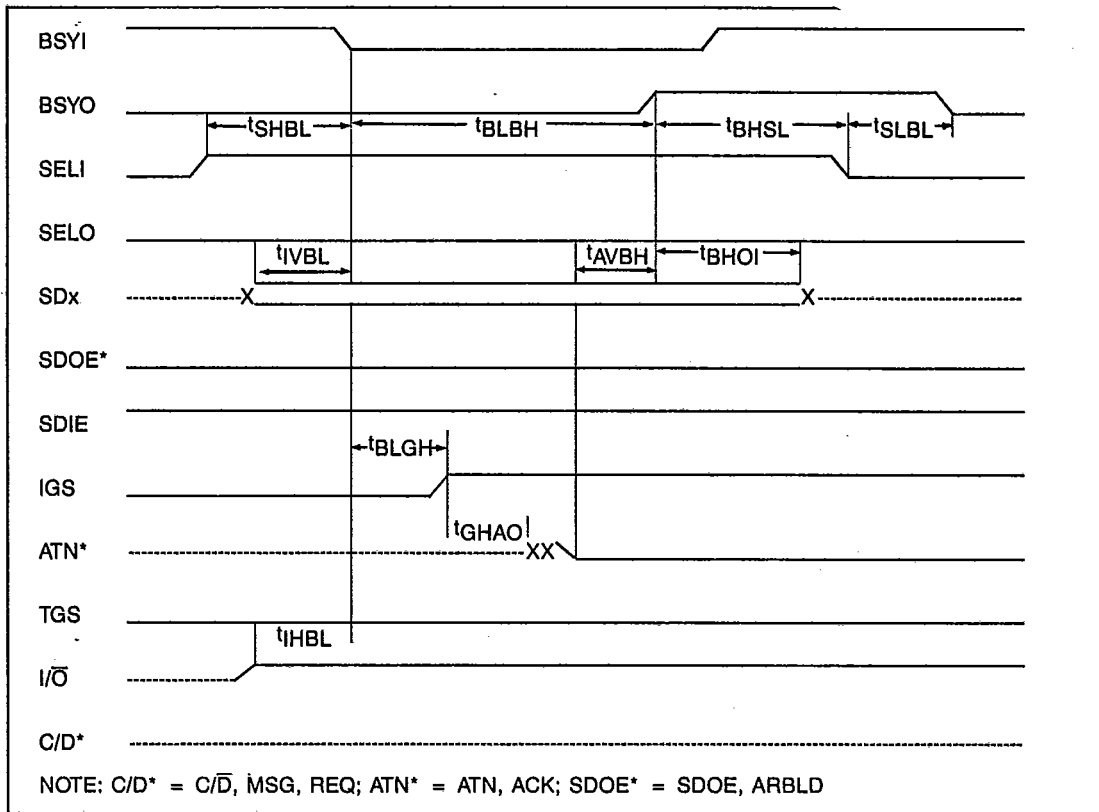 BSYI
BSYO
tSHBL tBLBH tBHSL tSLBL
SELI
SELO
tIVBL tAVBH tBHOI
SDx X X
SDOE*
SDIE
tBLGH
IGS
tGHAO
ATN* XX
TGS
tIHBL
I/O̅
C/D*
NOTE: C/D* = C/D̅, MSG, REQ; ATN* = ATN, ACK; SDOE* = SDOE, ARBLD